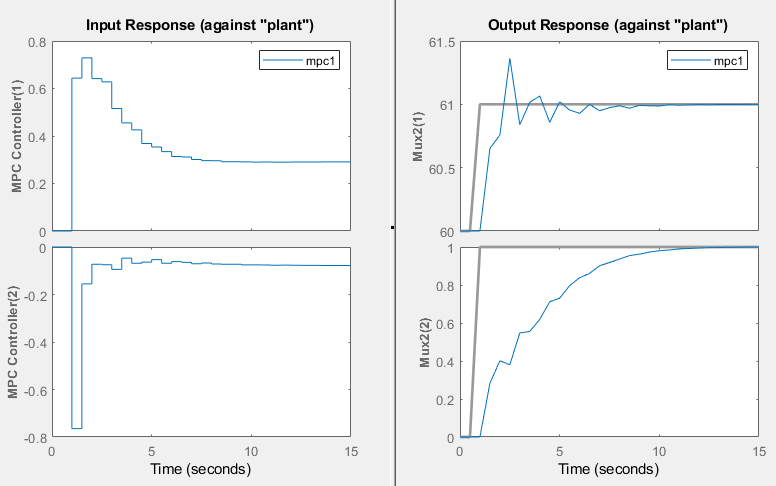 Input Response (against "plant")
mpc1
MPC Controller(1)
0.8
0.6
0.4
0.2
0
MPC Controller(2)
0
-0.2
-0.4
-0.6
-0.8
0
5
10
15
Time (seconds)
Output Response (against "plant")
mpc1
Mux2(1)
61.5
61
60.5
60
Mux2(2)
1
0.8
0.6
0.4
0.2
0
0
5
10
15
Time (seconds)